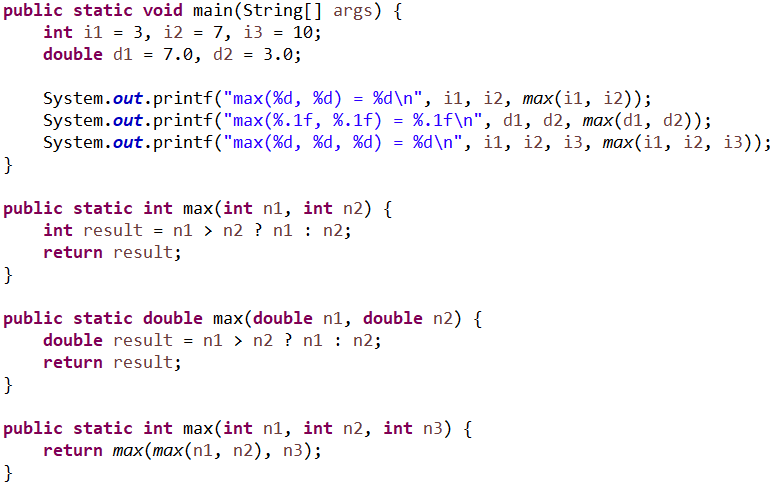 public static void main(String[] args) {
    int i1 = 3, i2 = 7, i3 = 10;
    double d1 = 7.0, d2 = 3.0;

    System.out.printf("max(%d, %d) = %d\n", i1, i2, max(i1, i2));
    System.out.printf("max(%.1f, %.1f) = %.1f\n", d1, d2, max(d1, d2));
    System.out.printf("max(%d, %d, %d) = %d\n", i1, i2, i3, max(i1, i2, i3));
}

public static int max(int n1, int n2) {
    int result = n1 > n2 ? n1 : n2;
    return result;
}

public static double max(double n1, double n2) {
    double result = n1 > n2 ? n1 : n2;
    return result;
}

public static int max(int n1, int n2, int n3) {
    return max(max(n1, n2), n3);
}